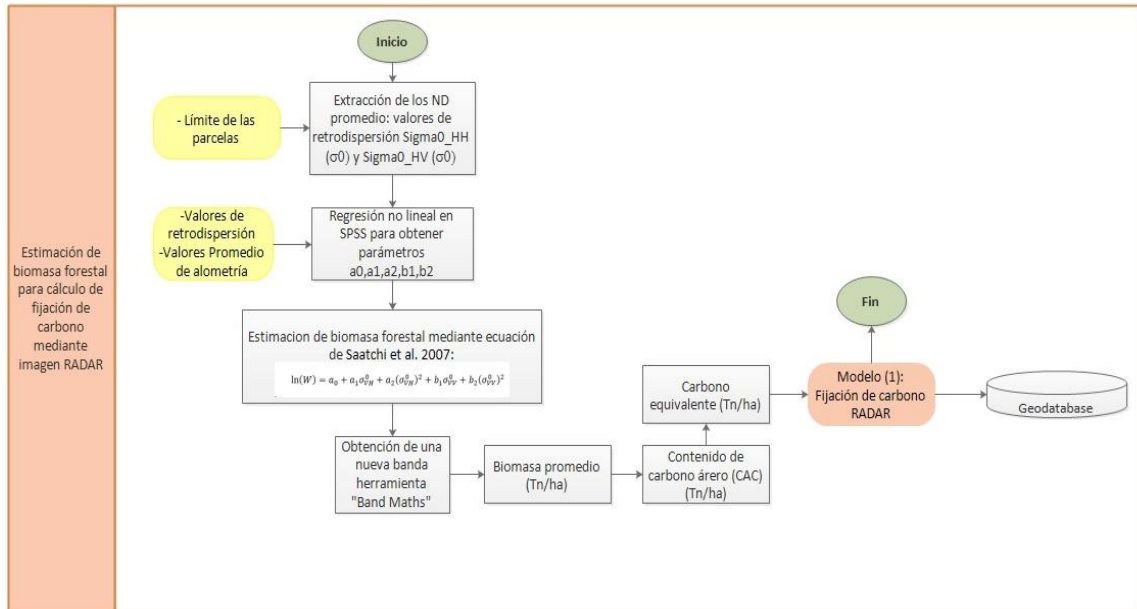 Estimación de
biomasa forestal
para cálculo de
fijación de
carbono
mediante
imagen RADAR
Inicio
- Límite de las
parcelas
Extracción de los ND
promedio: valores de
retrodispersión Sigma0_HH
(σ0) y Sigma0_HV (σ0)
-Valores de
retrodispersión
-Valores Promedio
de alometría
Regresión no lineal en
SPSS para obtener
parámetros
a0,a1,a2,b1,b2
Estimacion de biomasa forestal mediante ecuación
de Saatchi et al. 2007:
ln(W) = a₀ + a₁σ⁰_VH + a₂(σ⁰_VH)² + b₁σ⁰_VV + b₂(σ⁰_VV)²
Obtención de una
nueva banda
herramienta
"Band Maths"
Biomasa promedio
(Tn/ha)
Contenido de
carbono árero (CAC)
(Tn/ha)
Carbono
equivalente (Tn/ha)
Modelo (1):
Fijación de carbono
RADAR
Fin
Geodatabase